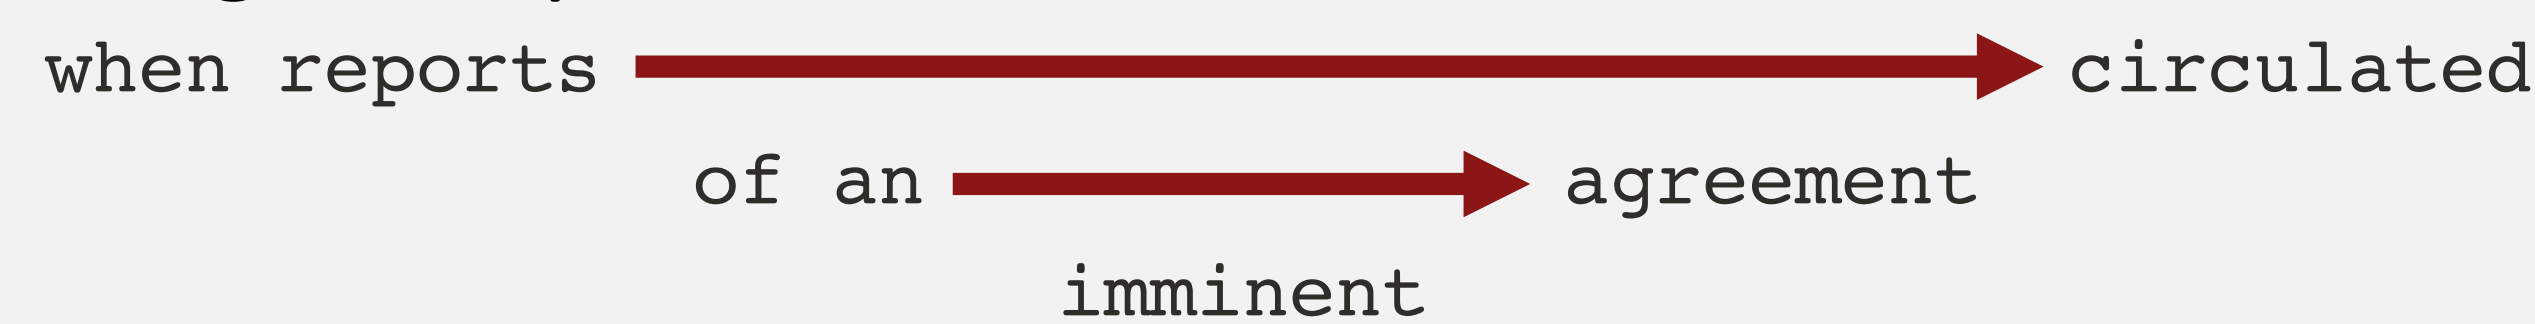 when reports circulated
of an agreement
imminent